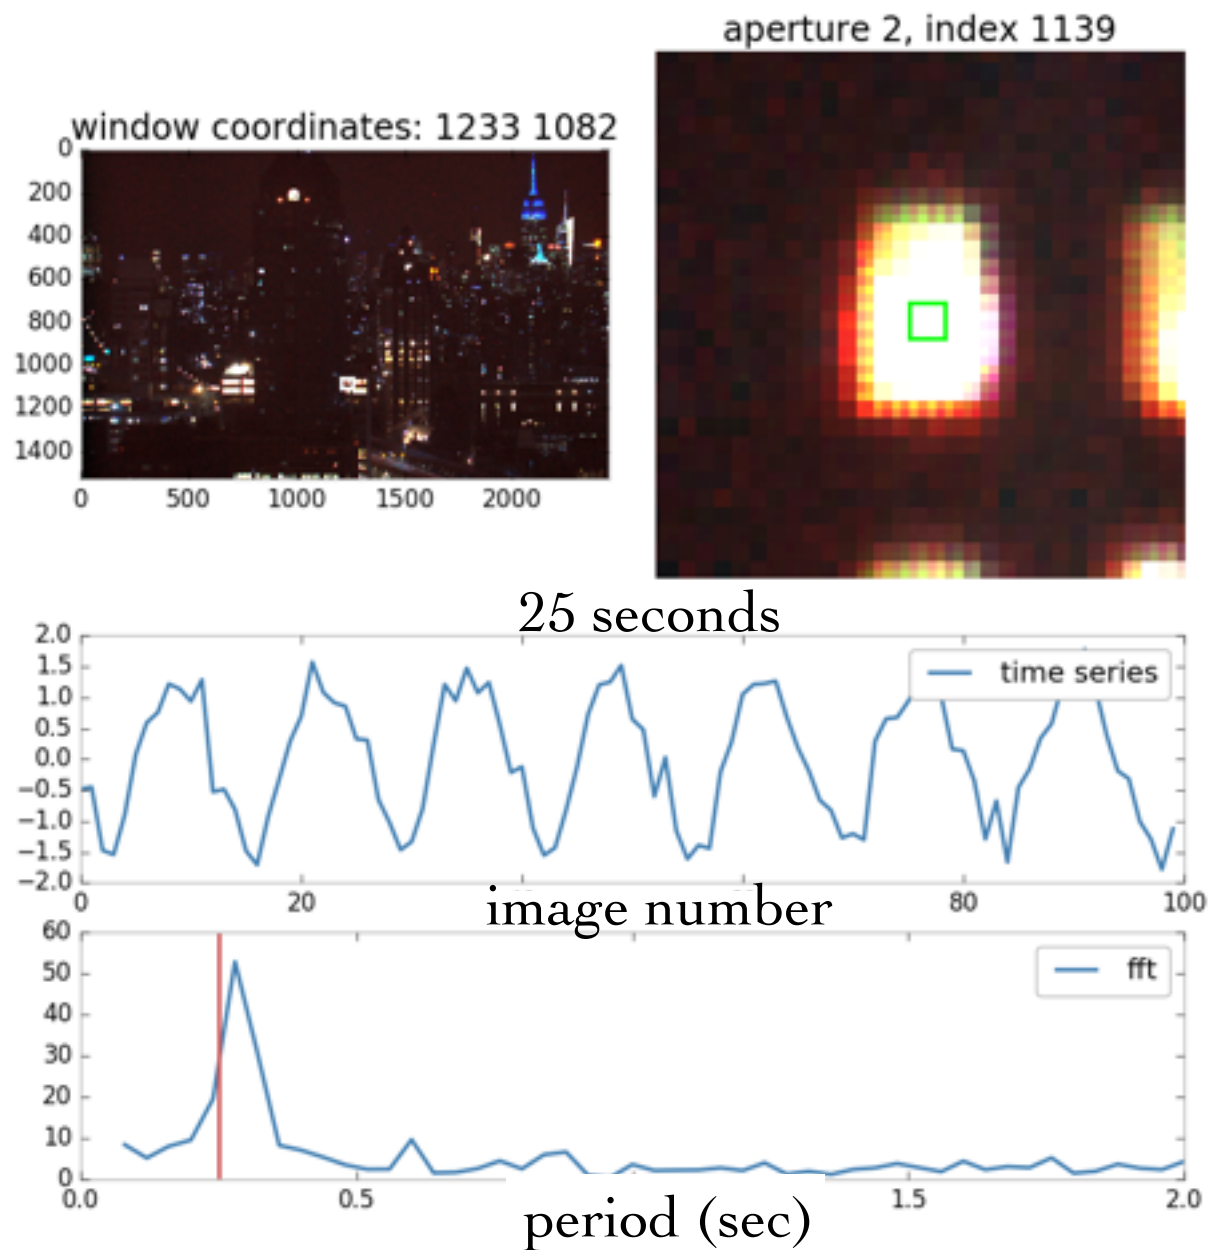 aperture 2, index 1139
window coordinates: 1233 1082
0
200
400
600
800
1000
1200
1400
0 500 1000 1500 2000
25 seconds
2.0
1.5
1.0
0.5
0.0
−0.5
−1.0
−1.5
−2.0
time series
0 20 80 100
image number
60
50
40
30
20
10
0
fft
0.0 0.5 1.5 2.0
period (sec)